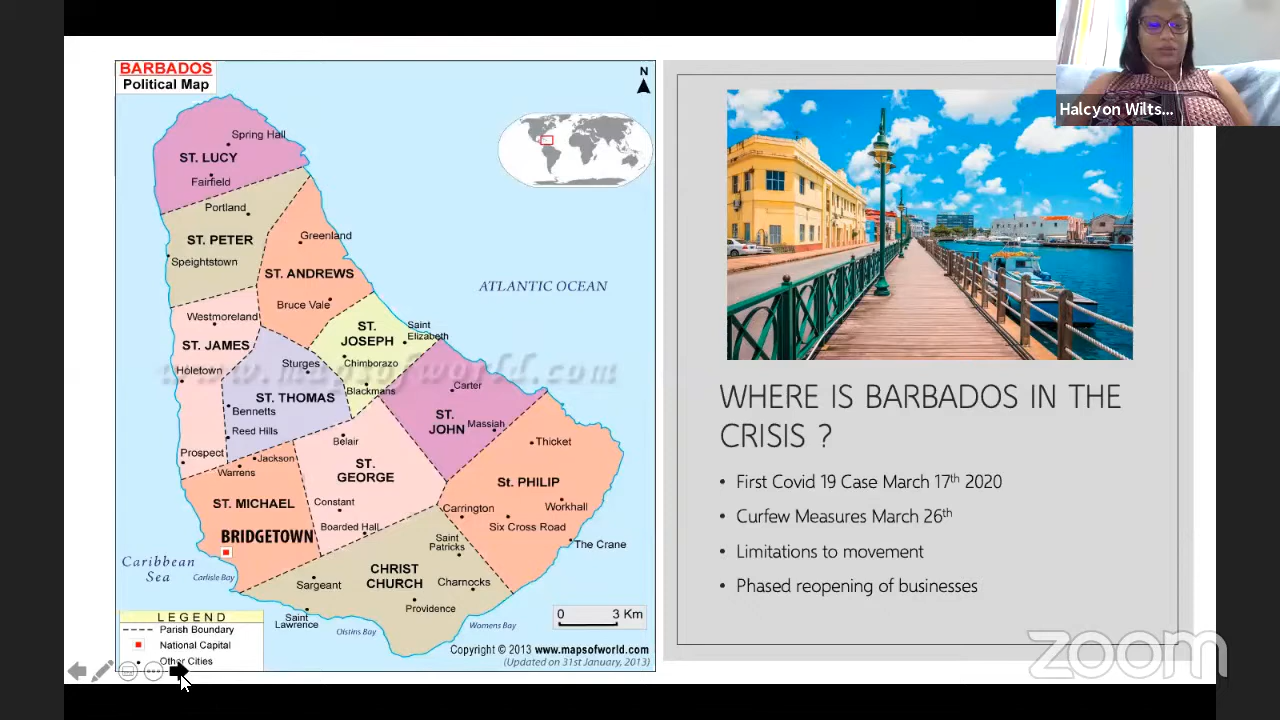 BARBADOS
Political Map
N
Spring Hall
ST. LUCY
Fairfield
Portland
ST. PETER
Speightstown
Greenland
ST. ANDREWS
Bruce Vale
ATLANTIC OCEAN
Westmoreland
ST. JAMES
Holetown
ST.
JOSEPH
Saint
Elizabeth
Chimborazo
Blackmans
Sturges
ST. THOMAS
Bennetts
Reed Hills
www.mapsofworld.com
Carter
ST.
JOHN
Massiah
Prospect
Warrens
Jackson
Belair
ST.
GEORGE
Constant
Boarded Hall
Thicket
St. PHILIP
Workhall
Carrington
Six Cross Road
The Crane
ST. MICHAEL
BRIDGETOWN
Caribbean
Sea
Carlisle Bay
Saint
Patricks
CHRIST
CHURCH
Charnocks
Sargeant
Providence
Saint
Lawrence
Oistins Bay
Womens Bay
0 3 Km
LEGEND
Parish Boundary
National Capital
Other Cities
Copyright © 2013 www.mapsofworld.com
(Updated on 31st January, 2013)
Halcyon Wilts...
WHERE IS BARBADOS IN THE
CRISIS ?
• First Covid 19 Case March 17th 2020
• Curfew Measures March 26th
• Limitations to movement
• Phased reopening of businesses
zoom